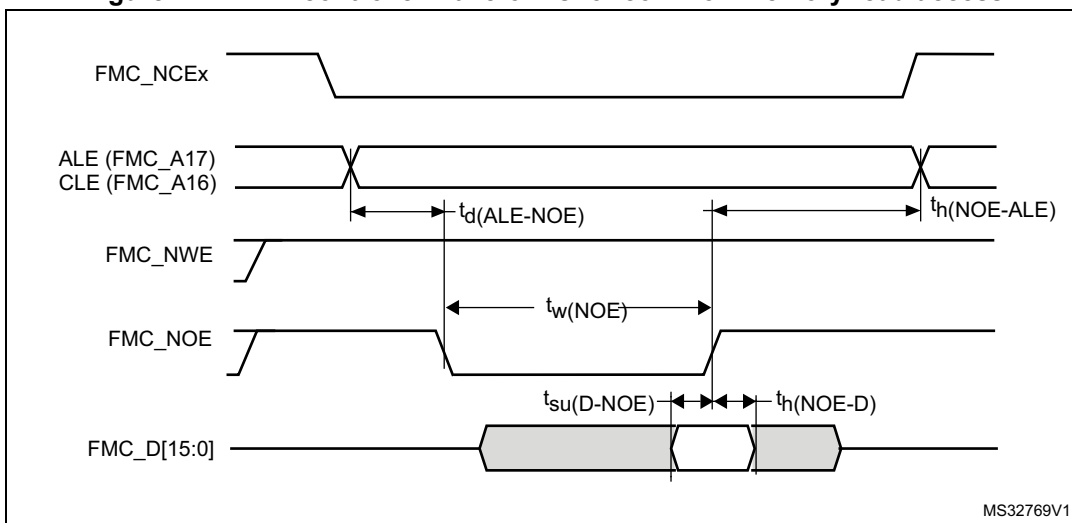 FMC_NCEx
ALE (FMC_A17)
CLE (FMC_A16)
td(ALE-NOE)
th(NOE-ALE)
FMC_NWE
tw(NOE)
FMC_NOE
tsu(D-NOE)
th(NOE-D)
FMC_D[15:0]
MS32769V1